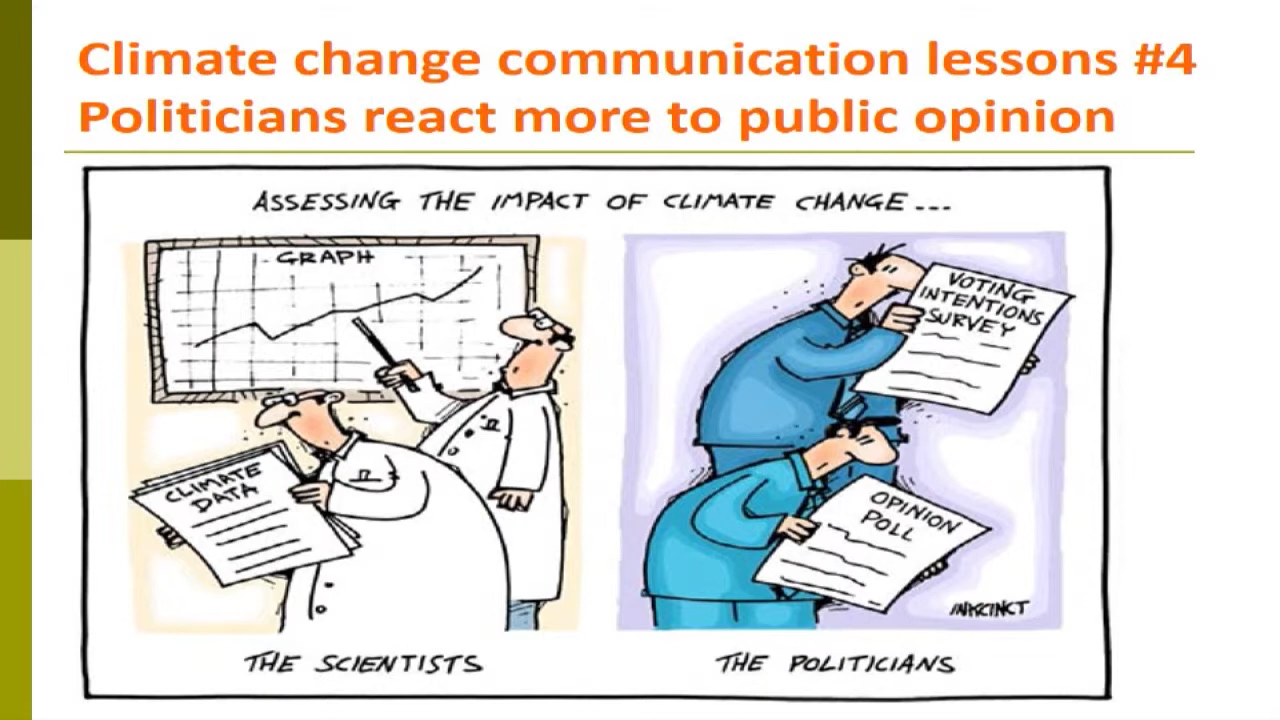 Climate change communication lessons #4
Politicians react more to public opinion
ASSESSING THE IMPACT OF CLIMATE CHANGE...
GRAPH
CLIMATE
DATA
THE SCIENTISTS
VOTING
INTENTIONS
SURVEY
OPINION
POLL
INKCINCT
THE POLITICIANS